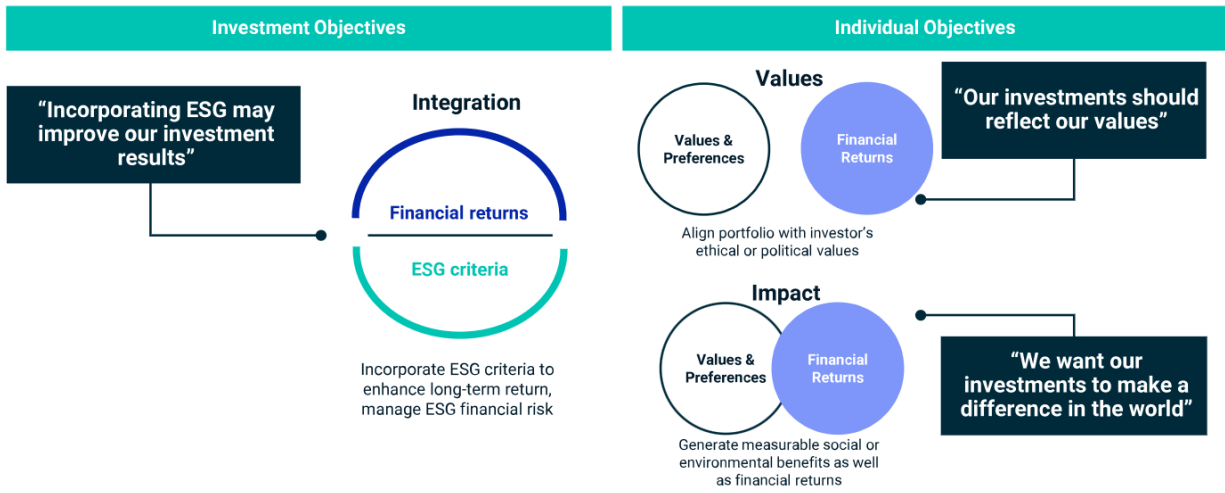 Investment Objectives
“Incorporating ESG may
improve our investment
results”
Integration
Financial returns
ESG criteria
Incorporate ESG criteria to
enhance long-term return,
manage ESG financial risk
Individual Objectives
Values
Values &
Preferences
Financial
Returns
“Our investments should
reflect our values”
Align portfolio with investor’s
ethical or political values
Impact
Values &
Preferences
Financial
Returns
“We want our
investments to make a
difference in the world”
Generate measurable social or
environmental benefits as well
as financial returns